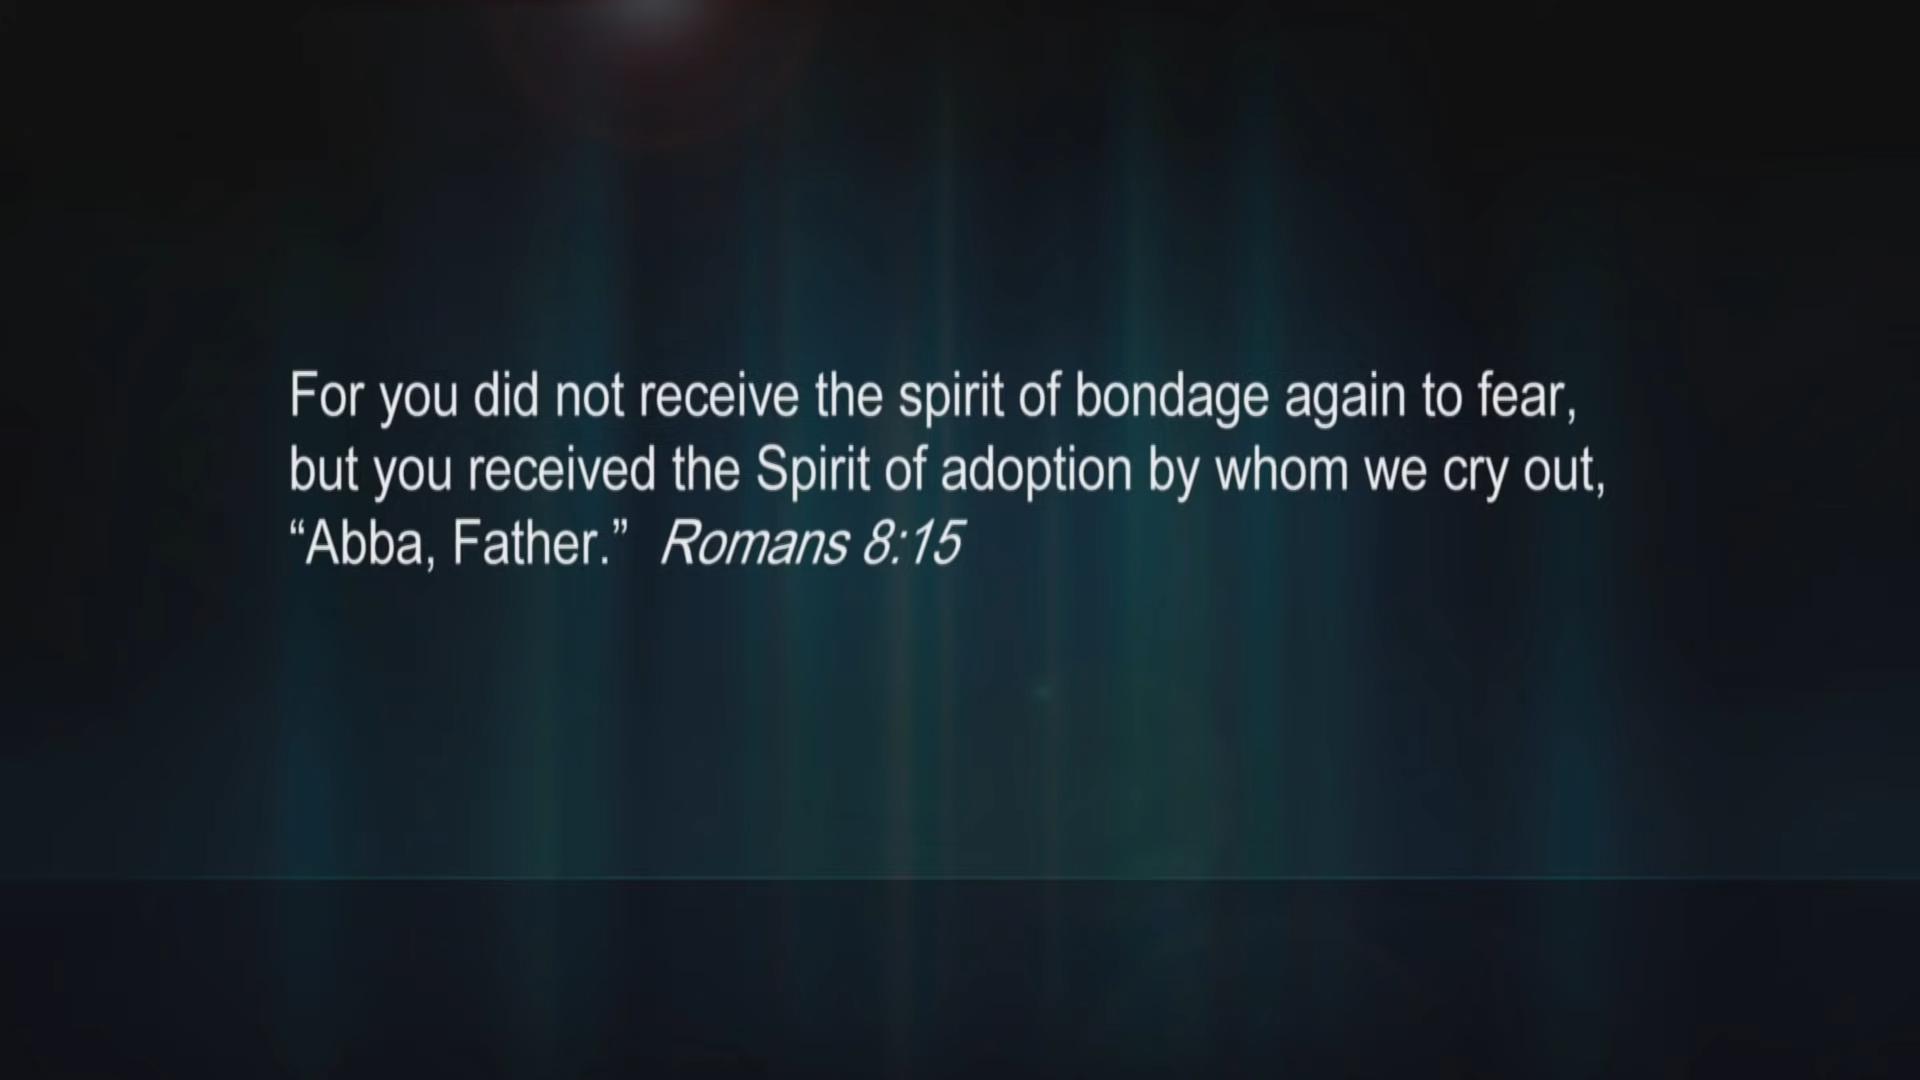 For you did not receive the spirit of bondage again to fear,
but you received the Spirit of adoption by whom we cry out,
“Abba, Father.” Romans 8:15